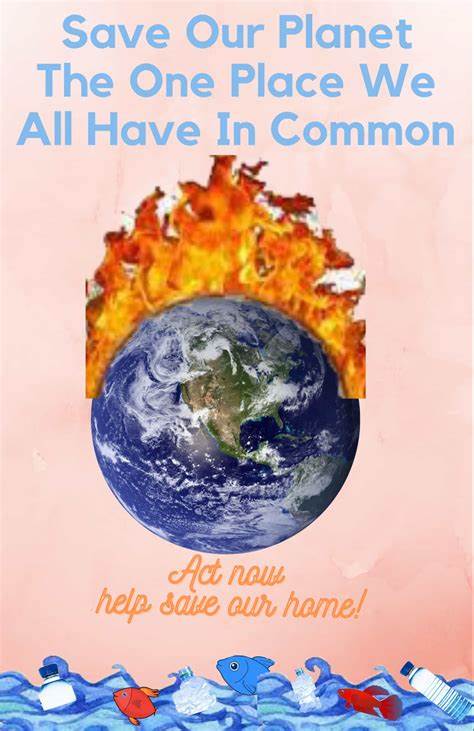 Save Our Planet
The One Place We
All Have In Common
Act now
help save our home!